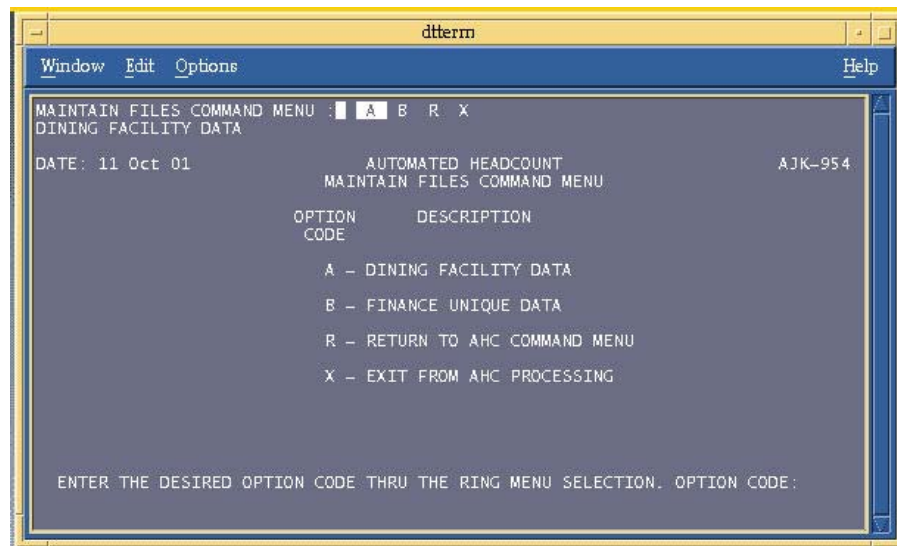 dtterm
Window Edit Options Help
MAINTAIN FILES COMMAND MENU : A B R X
DINING FACILITY DATA
DATE: 11 Oct 01 AUTOMATED HEADCOUNT AJK-954
MAINTAIN FILES COMMAND MENU
OPTION DESCRIPTION
CODE
A – DINING FACILITY DATA
B – FINANCE UNIQUE DATA
R – RETURN TO AHC COMMAND MENU
X – EXIT FROM AHC PROCESSING
ENTER THE DESIRED OPTION CODE THRU THE RING MENU SELECTION. OPTION CODE: